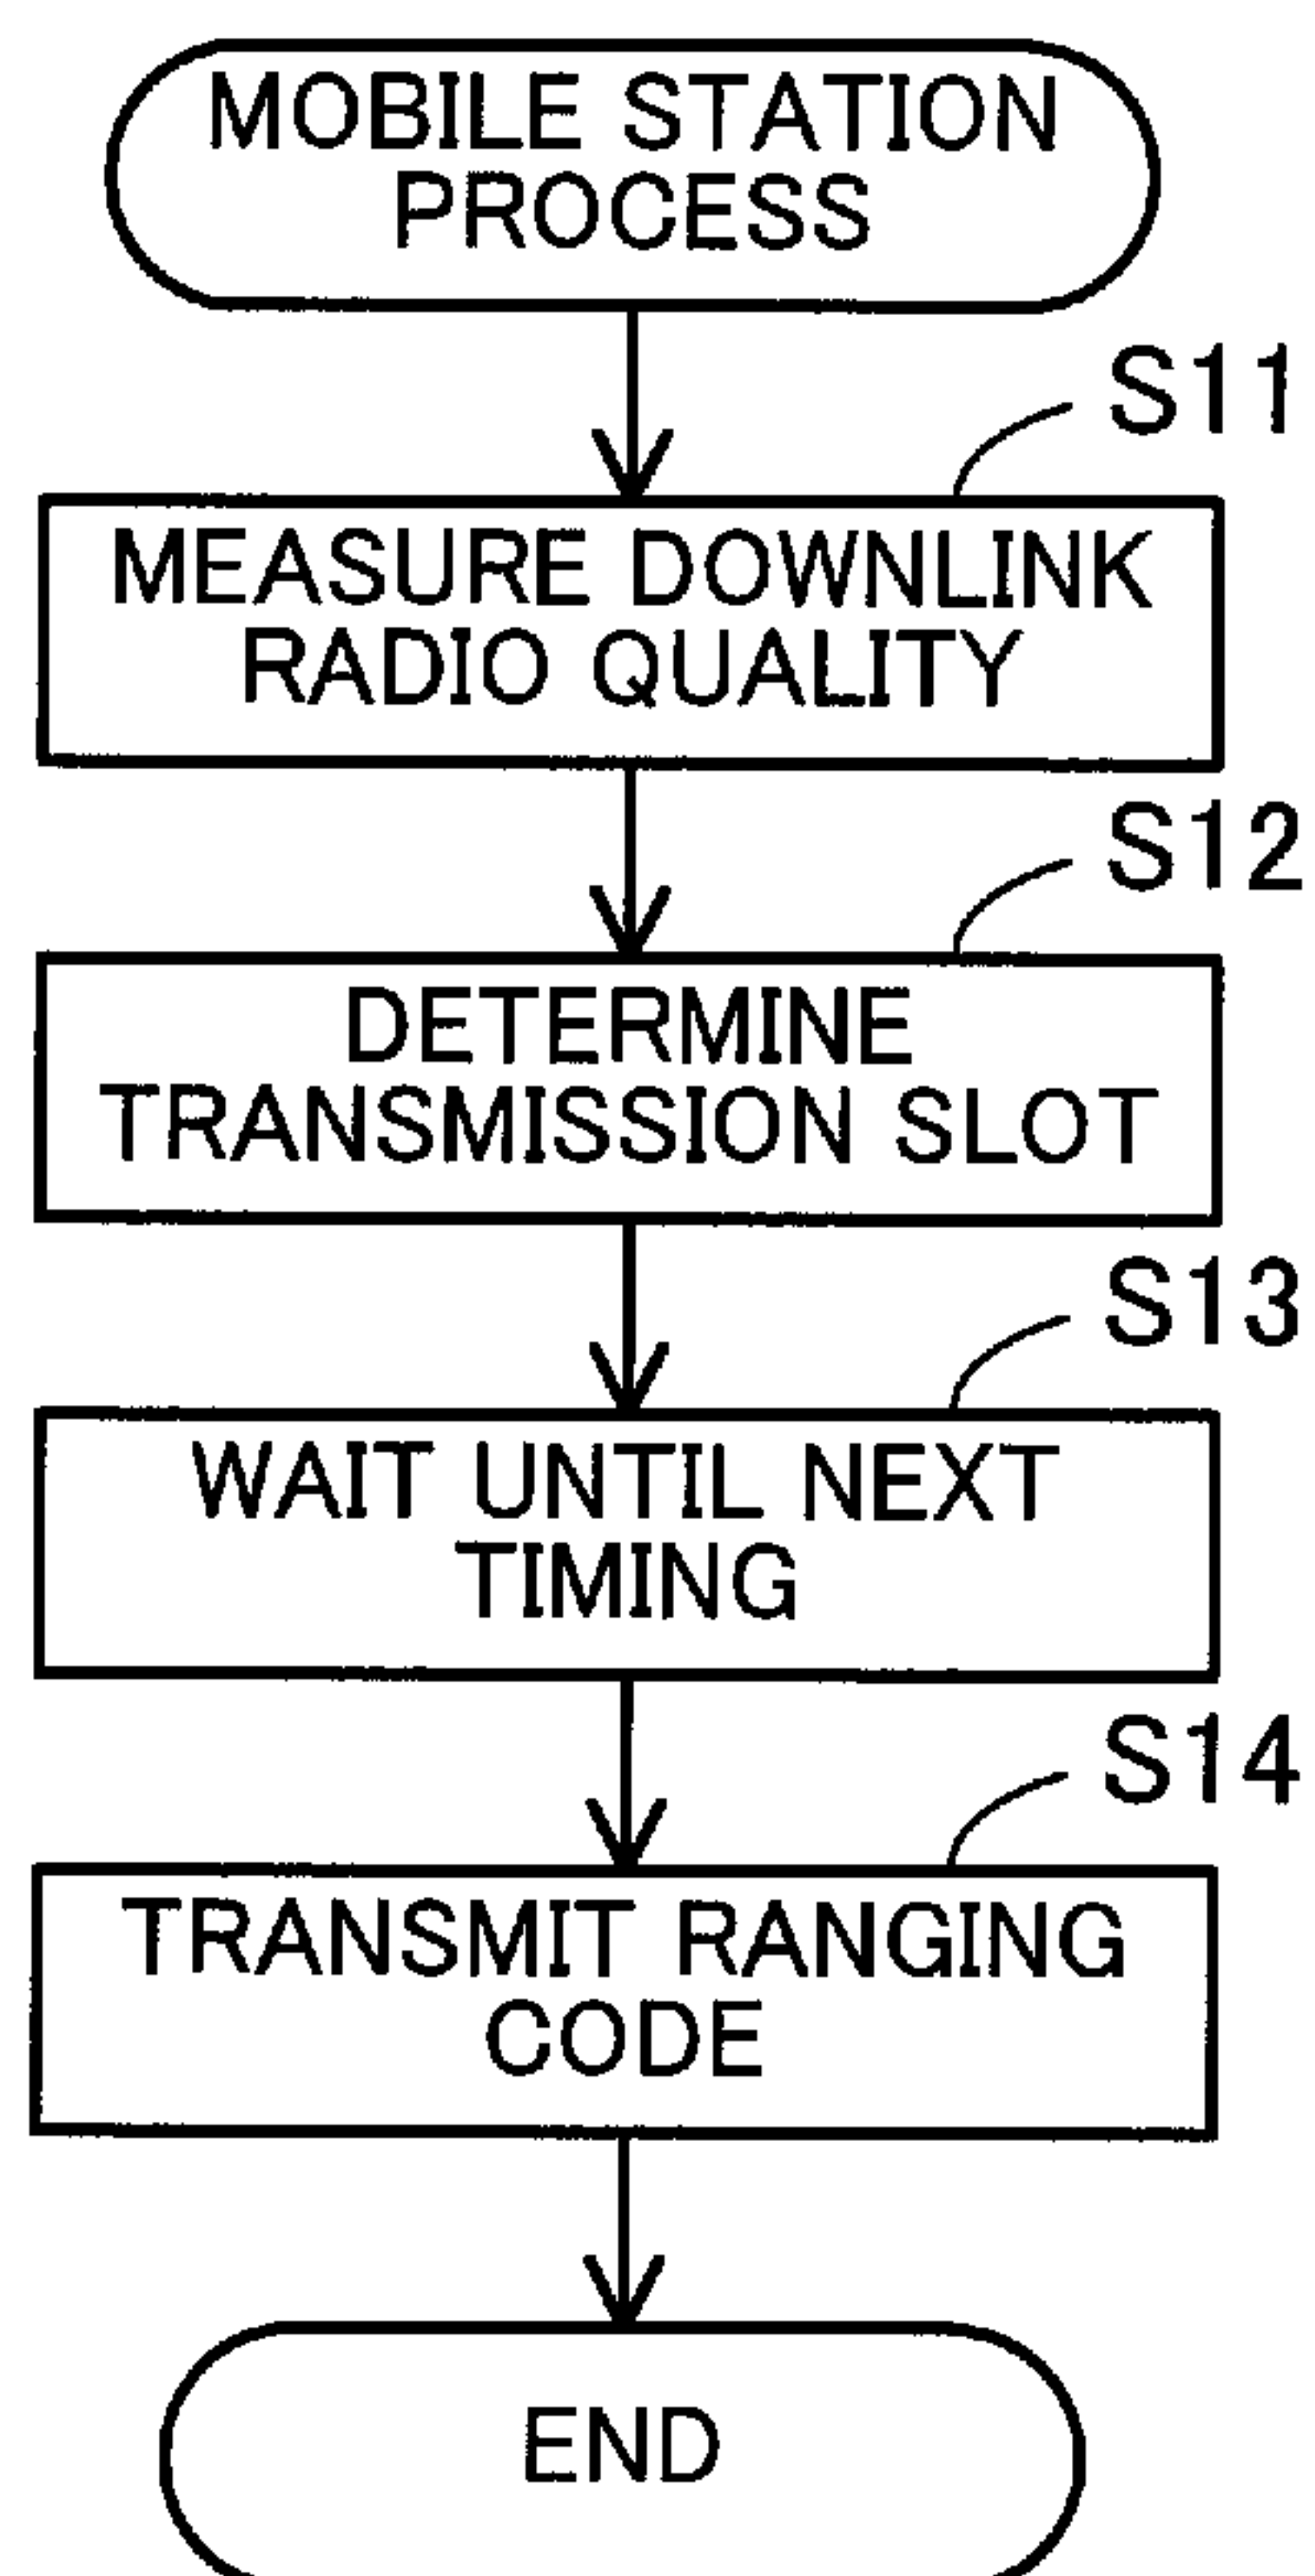 MOBILE STATION
PROCESS
S11
MEASURE DOWNLINK
RADIO QUALITY
S12
DETERMINE
TRANSMISSION SLOT
S13
WAIT UNTIL NEXT
TIMING
S14
TRANSMIT RANGING
CODE
END